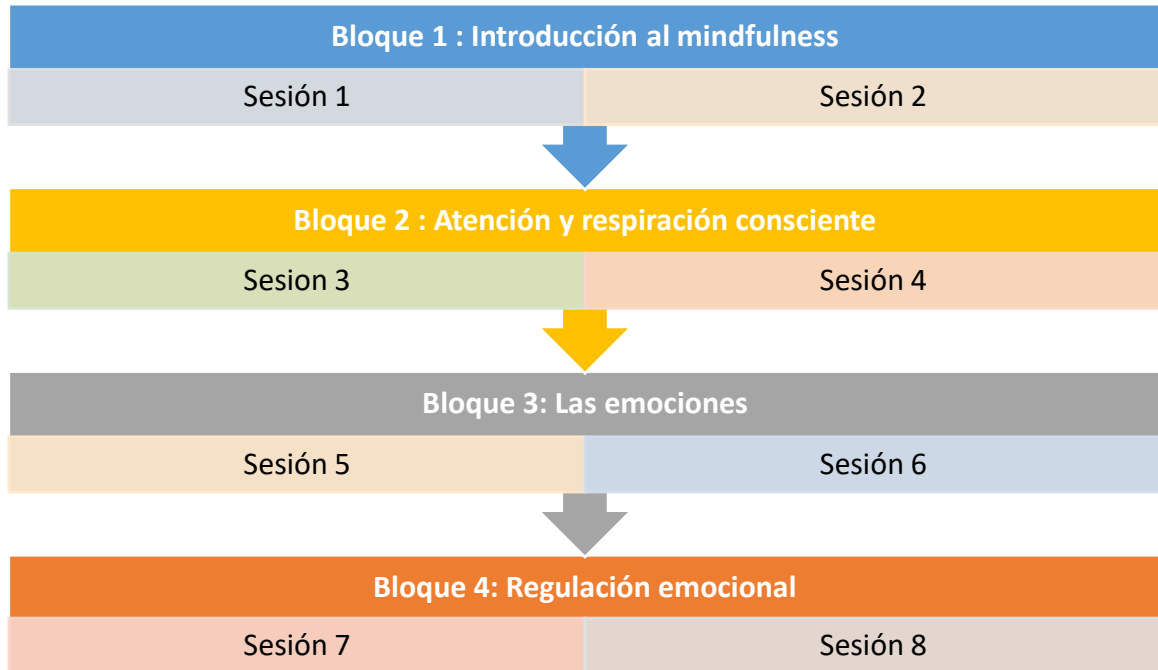 Bloque 1 : Introducción al mindfulness
Sesión 1
Sesión 2
Bloque 2 : Atención y respiración consciente
Sesion 3
Sesión 4
Bloque 3: Las emociones
Sesión 5
Sesión 6
Bloque 4: Regulación emocional
Sesión 7
Sesión 8